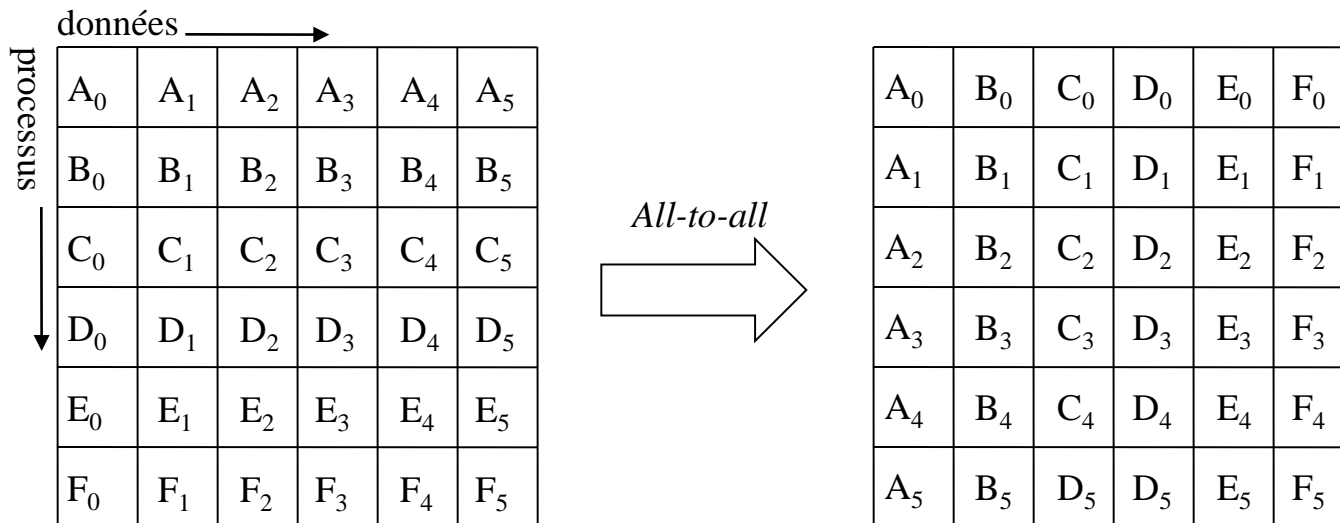 données
processus
A₀ A₁ A₂ A₃ A₄ A₅
B₀ B₁ B₂ B₃ B₄ B₅
C₀ C₁ C₂ C₃ C₄ C₅
D₀ D₁ D₂ D₃ D₄ D₅
E₀ E₁ E₂ E₃ E₄ E₅
F₀ F₁ F₂ F₃ F₄ F₅
All-to-all
A₀ B₀ C₀ D₀ E₀ F₀
A₁ B₁ C₁ D₁ E₁ F₁
A₂ B₂ C₂ D₂ E₂ F₂
A₃ B₃ C₃ D₃ E₃ F₃
A₄ B₄ C₄ D₄ E₄ F₄
A₅ B₅ D₅ D₅ E₅ F₅